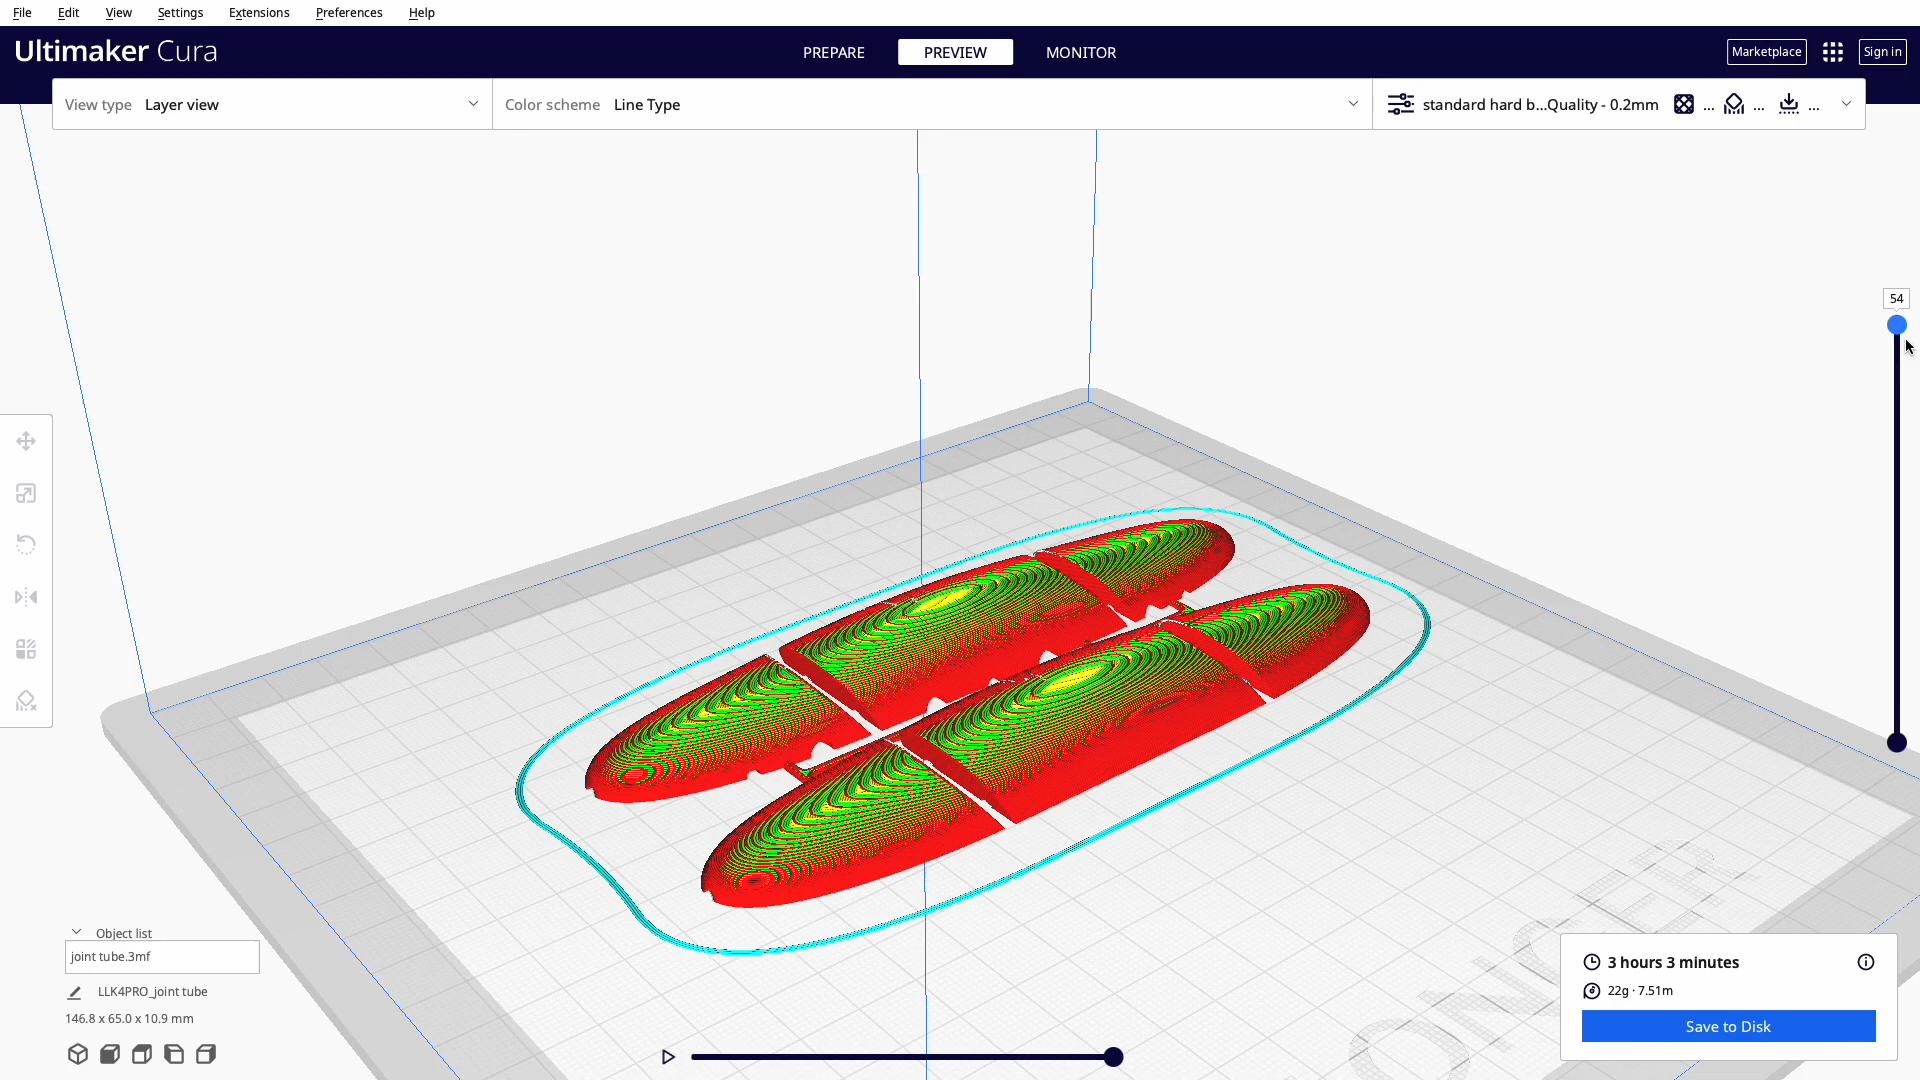 File Edit View Settings Extensions Preferences Help
Ultimaker Cura
PREPARE PREVIEW MONITOR
Marketplace
Sign in
View type Layer view
Color scheme Line Type
standard hard b...Quality - 0.2mm ... ... ...
54
Object list
joint tube.3mf
LLK4PRO_joint tube
146.8 x 65.0 x 10.9 mm
3 hours 3 minutes
22g · 7.51m
Save to Disk